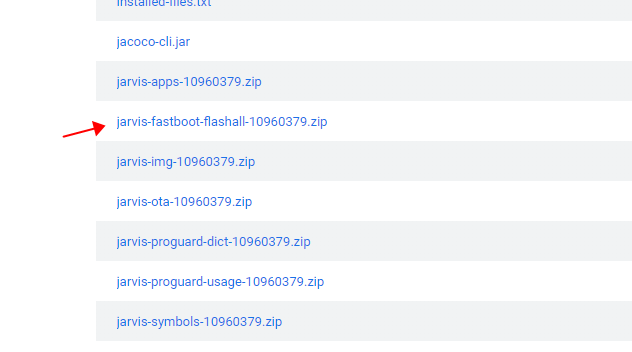 installed-files.txt
jacoco-cli.jar
jarvis-apps-10960379.zip
jarvis-fastboot-flashall-10960379.zip
jarvis-img-10960379.zip
jarvis-ota-10960379.zip
jarvis-proguard-dict-10960379.zip
jarvis-proguard-usage-10960379.zip
jarvis-symbols-10960379.zip